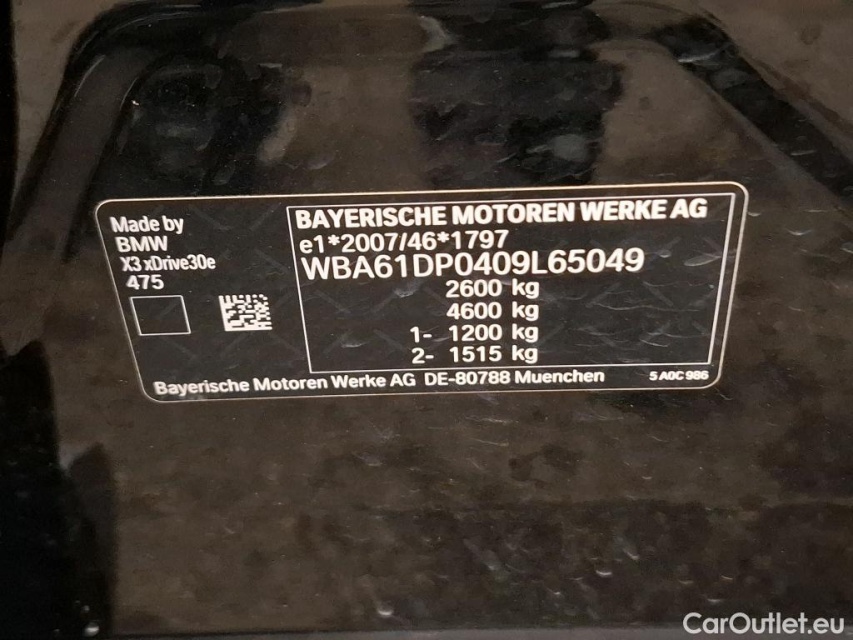 Made by
BMW
X3 xDrive30e
475
BAYERISCHE MOTOREN WERKE AG
e1*2007/46*1797
WBA61DP0409L65049
2600 kg
4600 kg
1- 1200 kg
2- 1515 kg
Bayerische Motoren Werke AG DE-80788 Muenchen
5 A0C 986
CarOutlet.eu